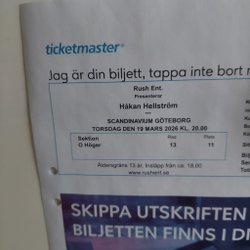 ticketmaster®
Jag är din biljett, tappa inte bort m
Rush Ent.
Presenterar
Håkan Hellström
SCANDINAVIUM GÖTEBORG
TORSDAG DEN 19 MARS 2026 KL. 20.00
Sektion Rad Plats
O Höger 13 11
Åldersgräns 13 år. Insläpp från ca. 18.00
www.rushent.se
SKIPPA UTSKRIFTEN
BILJETTEN FINNS I DE